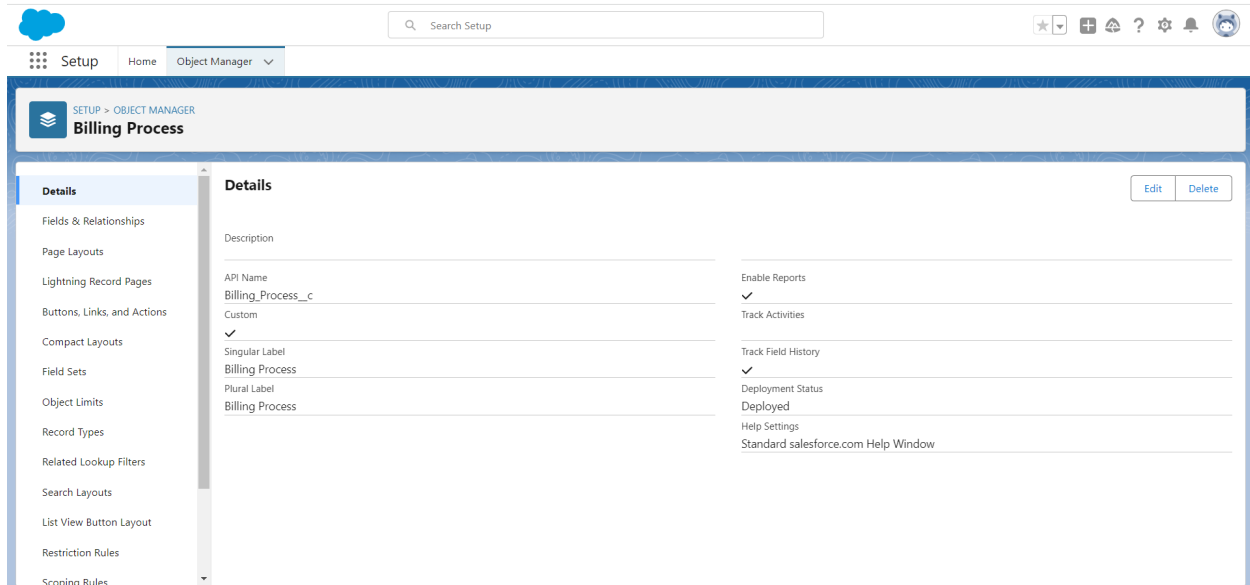 Search Setup
Setup
Home
Object Manager
SETUP > OBJECT MANAGER
Billing Process
Details
Fields & Relationships
Page Layouts
Lightning Record Pages
Buttons, Links, and Actions
Compact Layouts
Field Sets
Object Limits
Record Types
Related Lookup Filters
Search Layouts
List View Button Layout
Restriction Rules
Scoping Rules
Details
Edit
Delete
Description
API Name
Billing_Process__c
Custom
Singular Label
Billing Process
Plural Label
Billing Process
Enable Reports
Track Activities
Track Field History
Deployment Status
Deployed
Help Settings
Standard salesforce.com Help Window